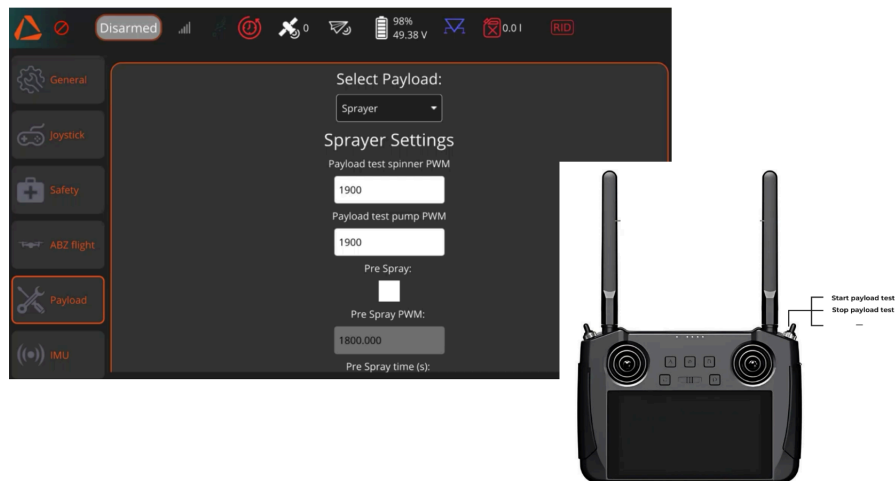 Disarmed
0
98%
49.38 V
0.0 l
RID
General
Joystick
Safety
ABZ flight
Payload
IMU
Select Payload:
Sprayer
Sprayer Settings
Payload test spinner PWM
1900
Payload test pump PWM
1900
Pre Spray:
Pre Spray PWM:
1800.000
Pre Spray time (s):
Start payload test
Stop payload test
—